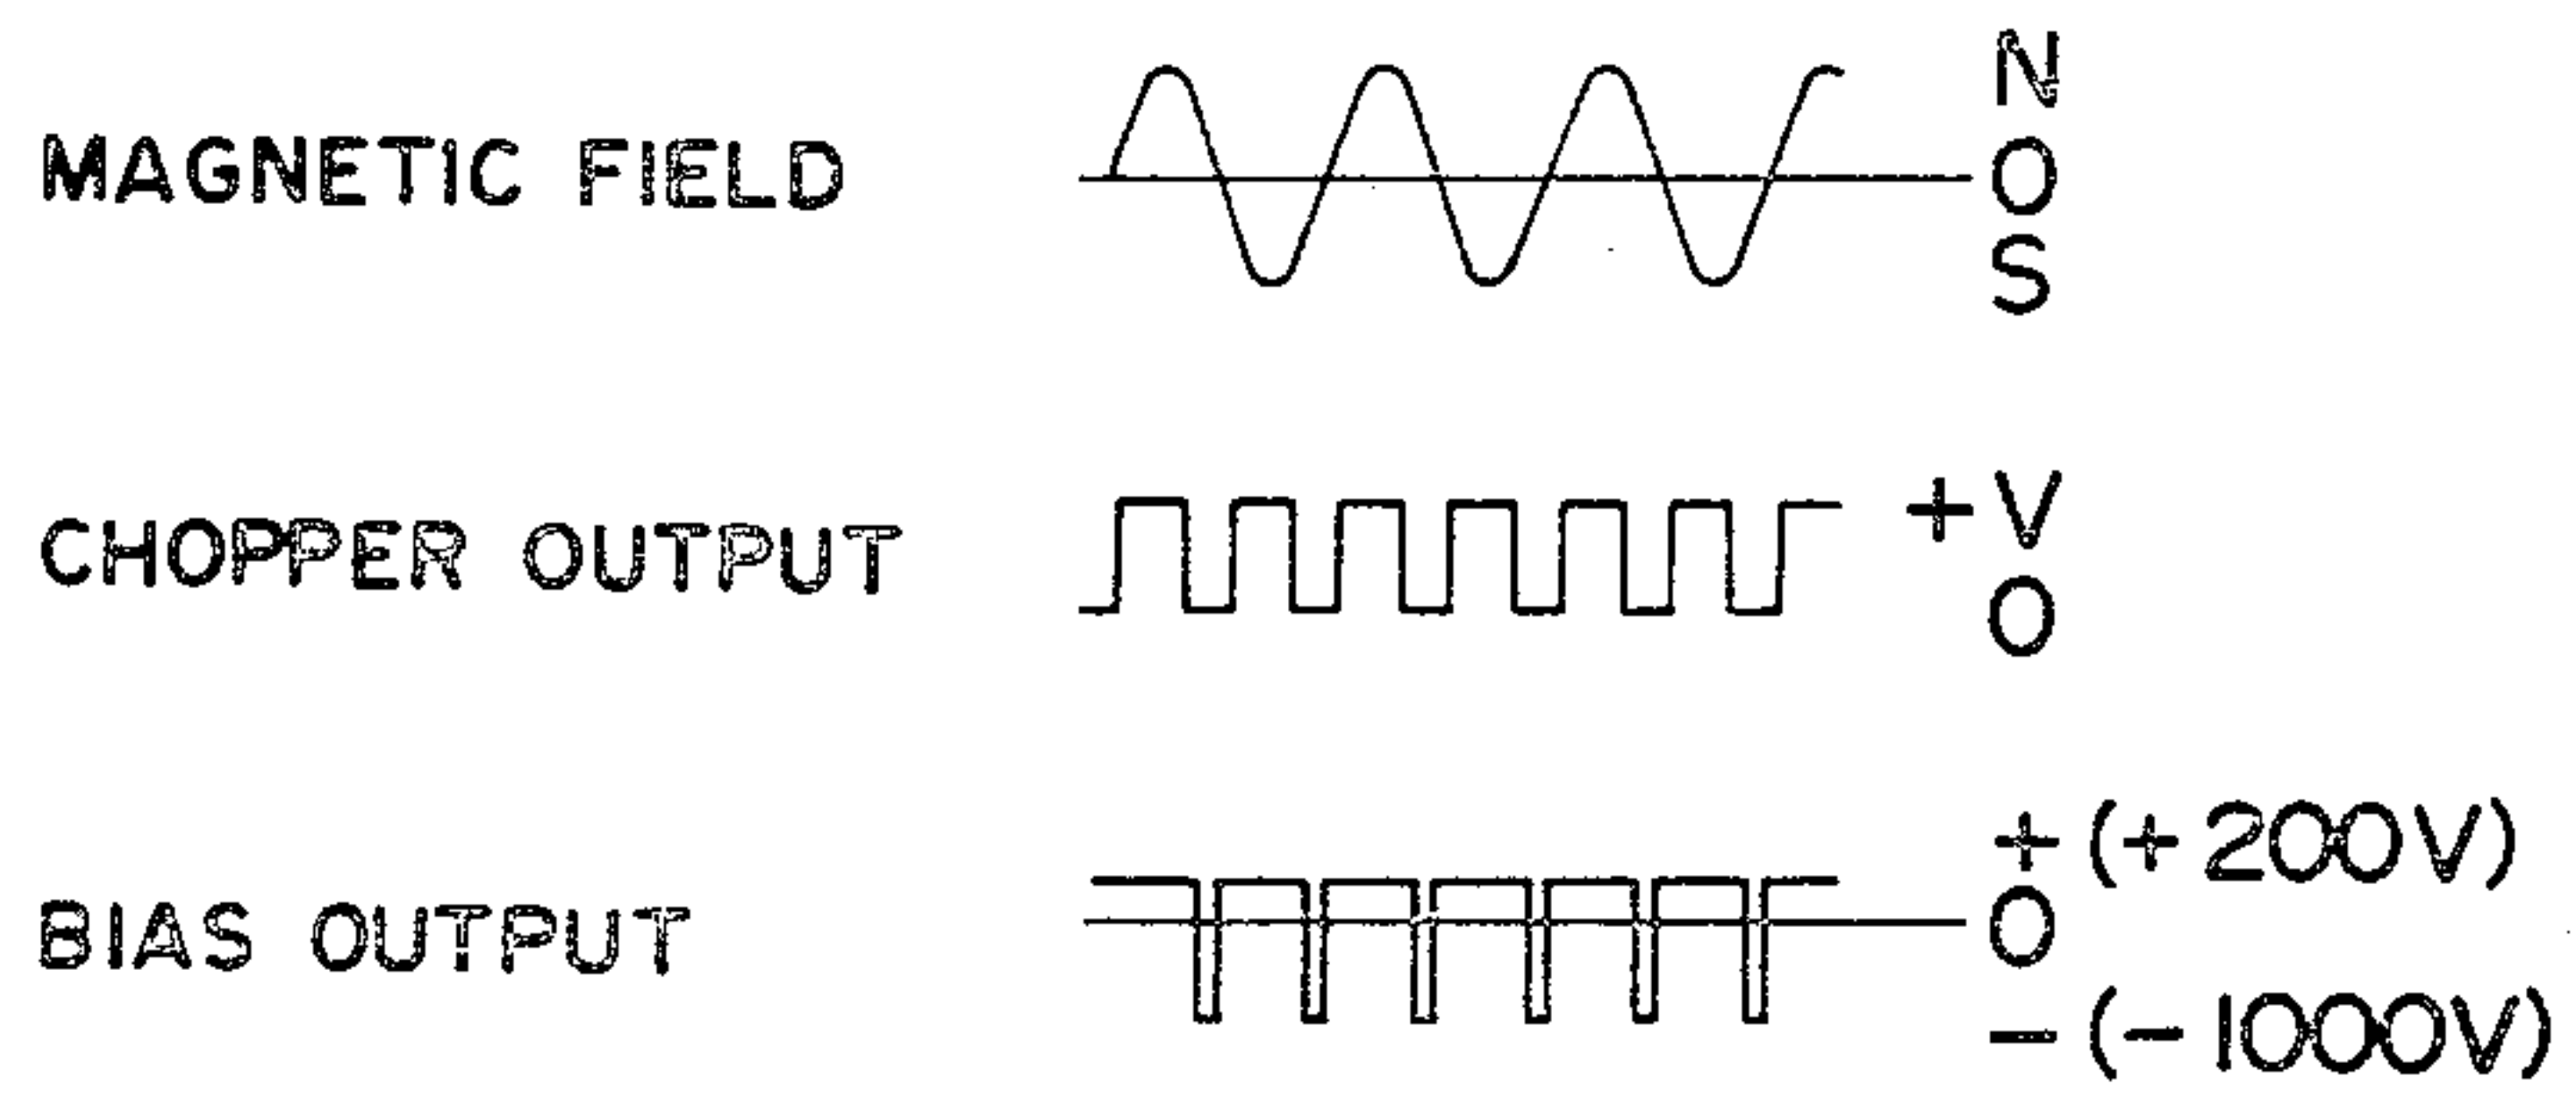 MAGNETIC FIELD
N
O
S
CHOPPER OUTPUT
+V
O
BIAS OUTPUT
+(+200V)
O
-(-1000V)